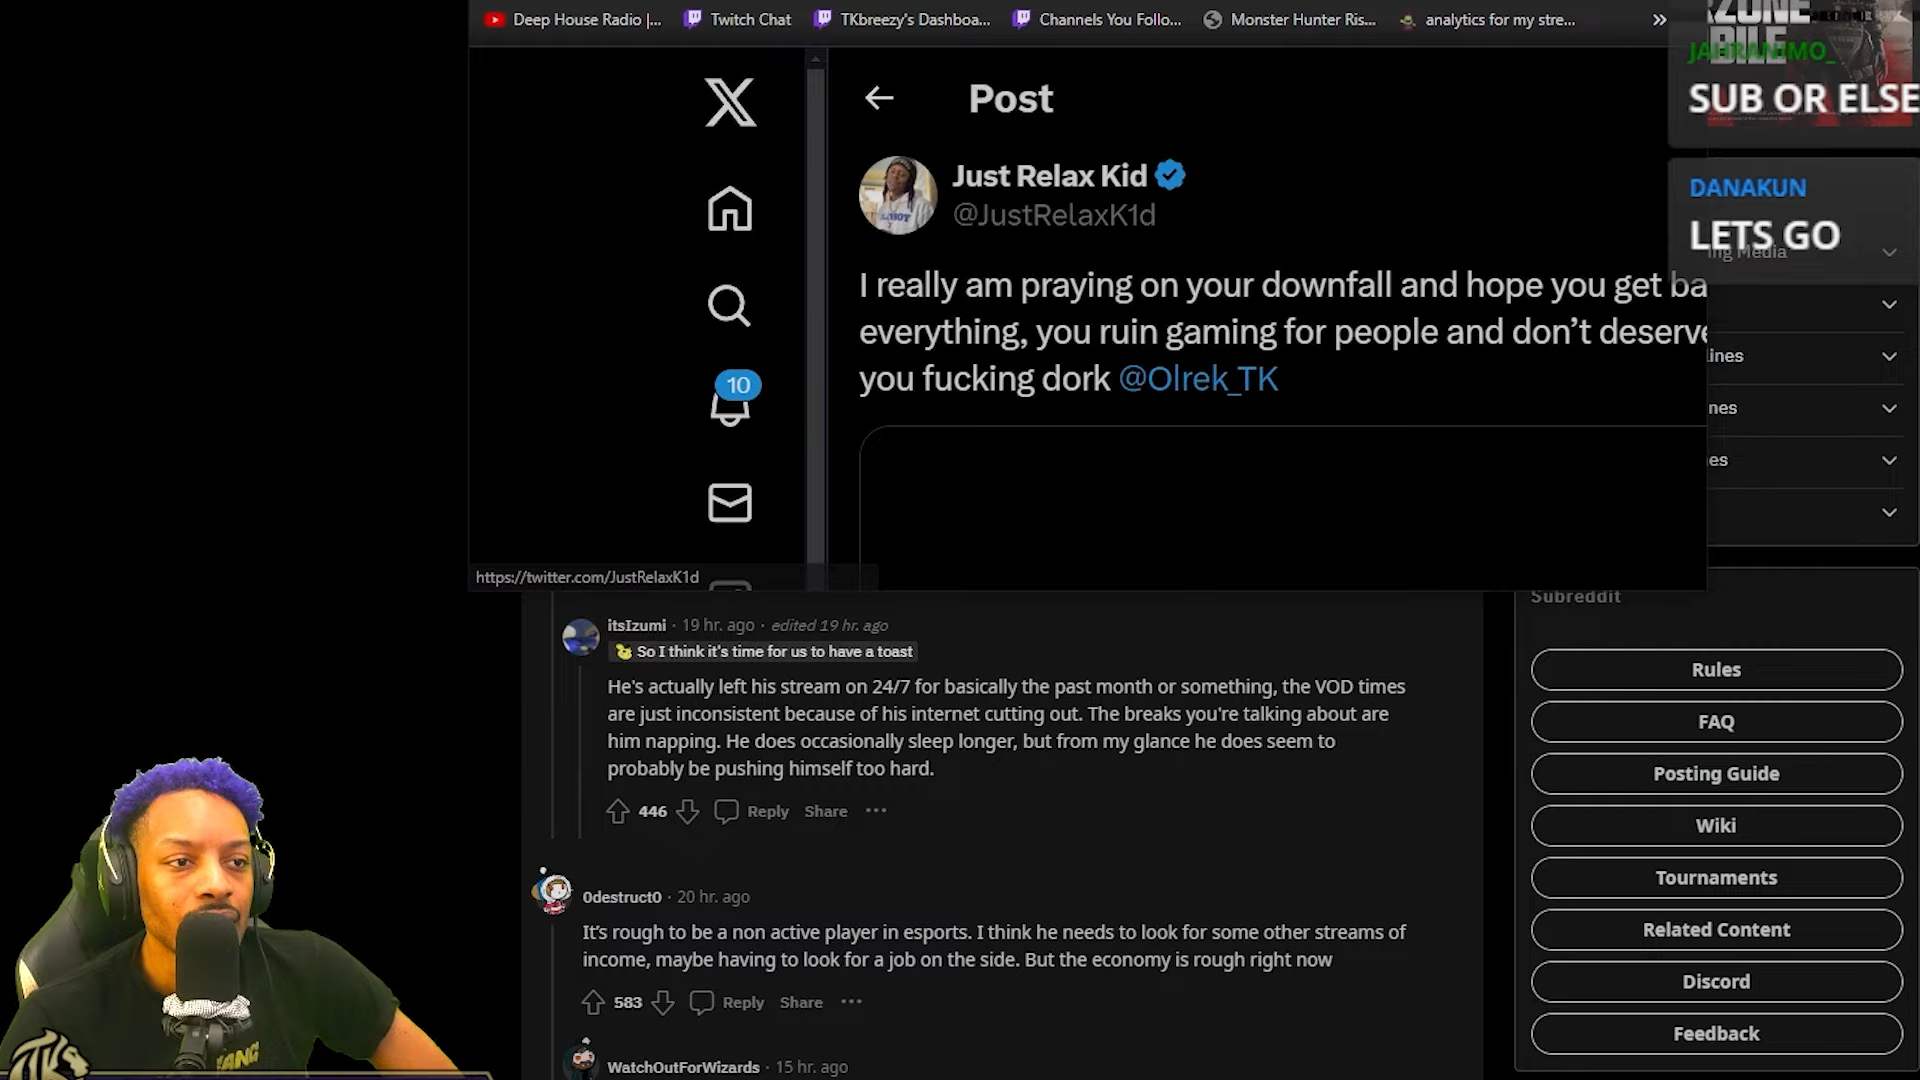 Deep House Radio |...
Twitch Chat
TKbreezy's Dashboa...
Channels You Follo...
Monster Hunter Ris...
analytics for my stre...
»
ZONE
BILE
JAHRANIMO_
SUB OR ELSE
DANAKUN
LETS GO
ing Media
Post
Just Relax Kid
@JustRelaxK1d
I really am praying on your downfall and hope you get ba
everything, you ruin gaming for people and don’t deserve
you fucking dork @Olrek_TK
10
lines
nes
es
https://twitter.com/JustRelaxK1d
Subreddit
Rules
FAQ
Posting Guide
Wiki
Tournaments
Related Content
Discord
Feedback
itsIzumi · 19 hr. ago · edited 19 hr. ago
So I think it's time for us to have a toast
He's actually left his stream on 24/7 for basically the past month or something, the VOD times
are just inconsistent because of his internet cutting out. The breaks you're talking about are
him napping. He does occasionally sleep longer, but from my glance he does seem to
probably be pushing himself too hard.
446 Reply Share ···
0destruct0 · 20 hr. ago
It's rough to be a non active player in esports. I think he needs to look for some other streams of
income, maybe having to look for a job on the side. But the economy is rough right now
583 Reply Share ···
WatchOutForWizards · 15 hr. ago
TK